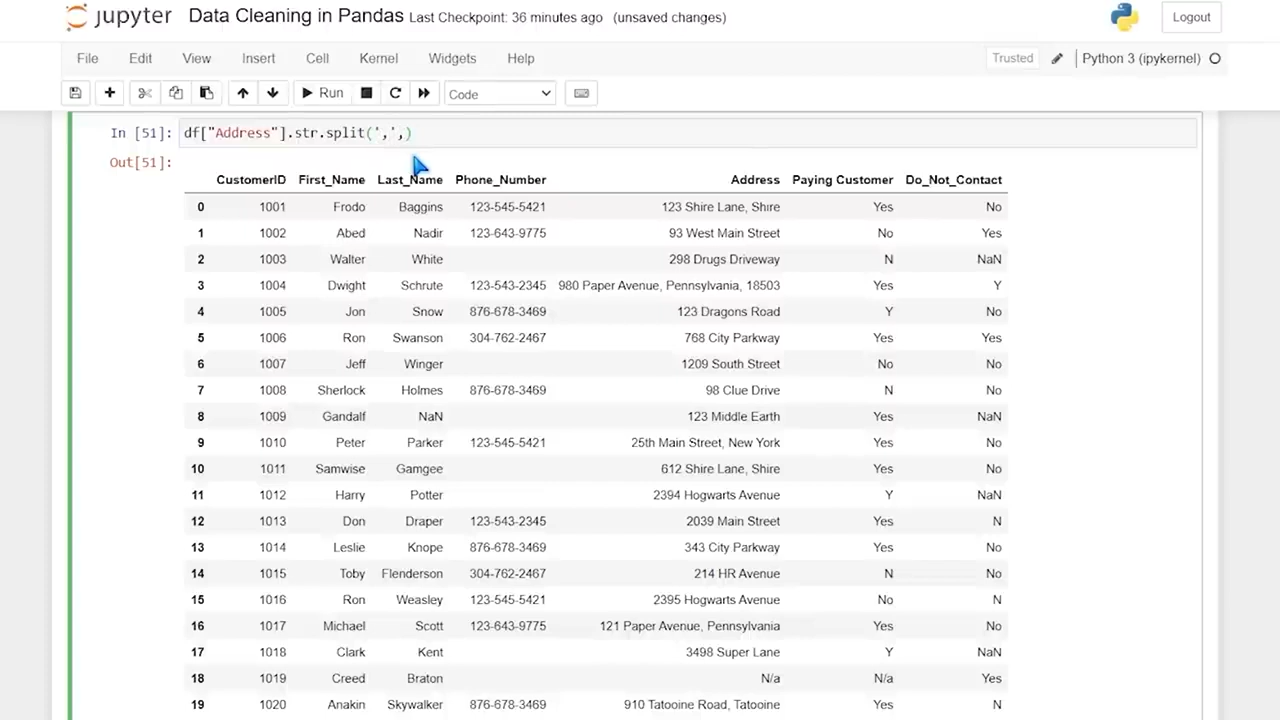 jupyter Data Cleaning in Pandas Last Checkpoint: 36 minutes ago (unsaved changes) Logout
File Edit View Insert Cell Kernel Widgets Help Trusted Python 3 (ipykernel)
Run Code
In [51]: df["Address"].str.split(',',)
Out[51]:
CustomerID First_Name Last_Name Phone_Number Address Paying Customer Do_Not_Contact
0 1001 Frodo Baggins 123-545-5421 123 Shire Lane, Shire Yes No
1 1002 Abed Nadir 123-643-9775 93 West Main Street No Yes
2 1003 Walter White 298 Drugs Driveway N NaN
3 1004 Dwight Schrute 123-543-2345 980 Paper Avenue, Pennsylvania, 18503 Yes Y
4 1005 Jon Snow 876-678-3469 123 Dragons Road Y No
5 1006 Ron Swanson 304-762-2467 768 City Parkway Yes Yes
6 1007 Jeff Winger 1209 South Street No No
7 1008 Sherlock Holmes 876-678-3469 98 Clue Drive N No
8 1009 Gandalf NaN 123 Middle Earth Yes NaN
9 1010 Peter Parker 123-545-5421 25th Main Street, New York Yes No
10 1011 Samwise Gamgee 612 Shire Lane, Shire Yes No
11 1012 Harry Potter 2394 Hogwarts Avenue Y NaN
12 1013 Don Draper 123-543-2345 2039 Main Street Yes N
13 1014 Leslie Knope 876-678-3469 343 City Parkway Yes No
14 1015 Toby Flenderson 304-762-2467 214 HR Avenue N No
15 1016 Ron Weasley 123-545-5421 2395 Hogwarts Avenue No N
16 1017 Michael Scott 123-643-9775 121 Paper Avenue, Pennsylvania Yes No
17 1018 Clark Kent 3498 Super Lane Y NaN
18 1019 Creed Braton N/a N/a Yes
19 1020 Anakin Skywalker 876-678-3469 910 Tatooine Road, Tatooine Yes N